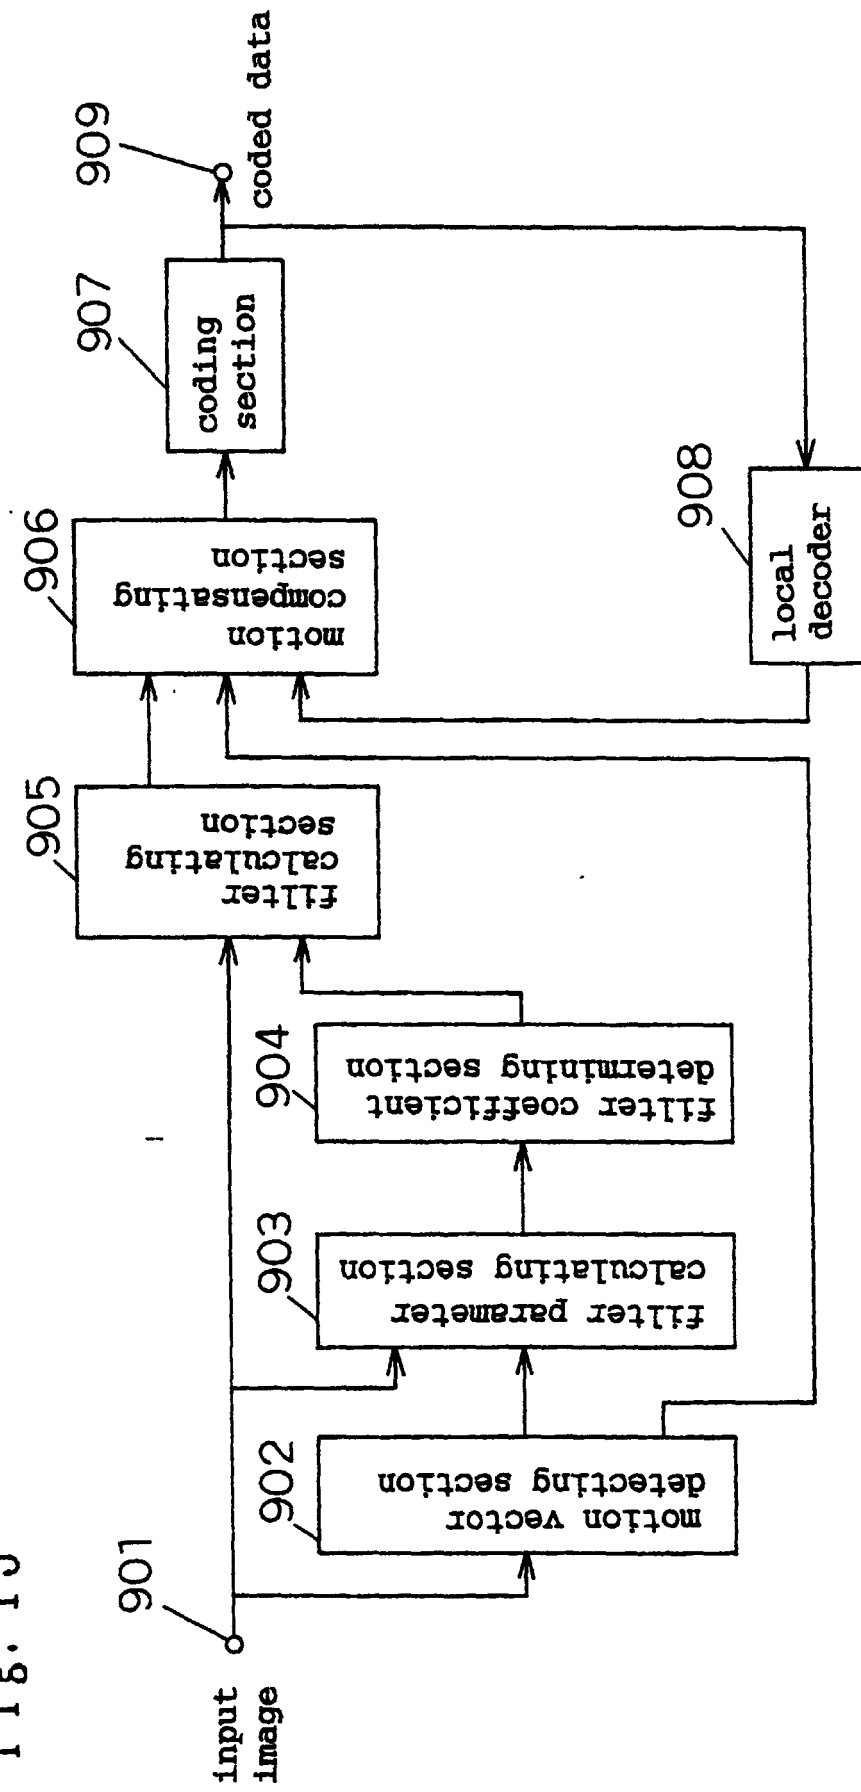 901
input
image
902
motion vector
detecting section
903
filter parameter
calculating section
904
filter coefficient
determining section
905
filter
calculating
section
906
motion
compensating
section
907
coding
section
908
local
decoder
909
coded data